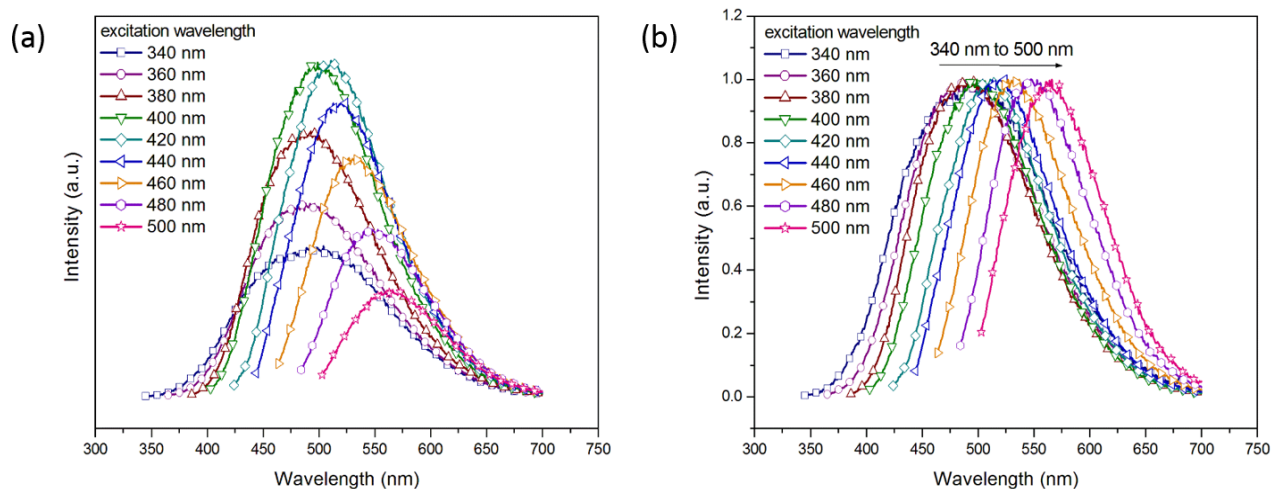 (a)
excitation wavelength
340 nm
360 nm
380 nm
400 nm
420 nm
440 nm
460 nm
480 nm
500 nm
Intensity (a.u.)
300 350 400 450 500 550 600 650 700 750
Wavelength (nm)
(b)
excitation wavelength
340 nm
360 nm
380 nm
400 nm
420 nm
440 nm
460 nm
480 nm
500 nm
340 nm to 500 nm
1.2
1.0
0.8
0.6
0.4
0.2
0.0
Intensity (a.u.)
300 350 400 450 500 550 600 650 700 750
Wavelength (nm)